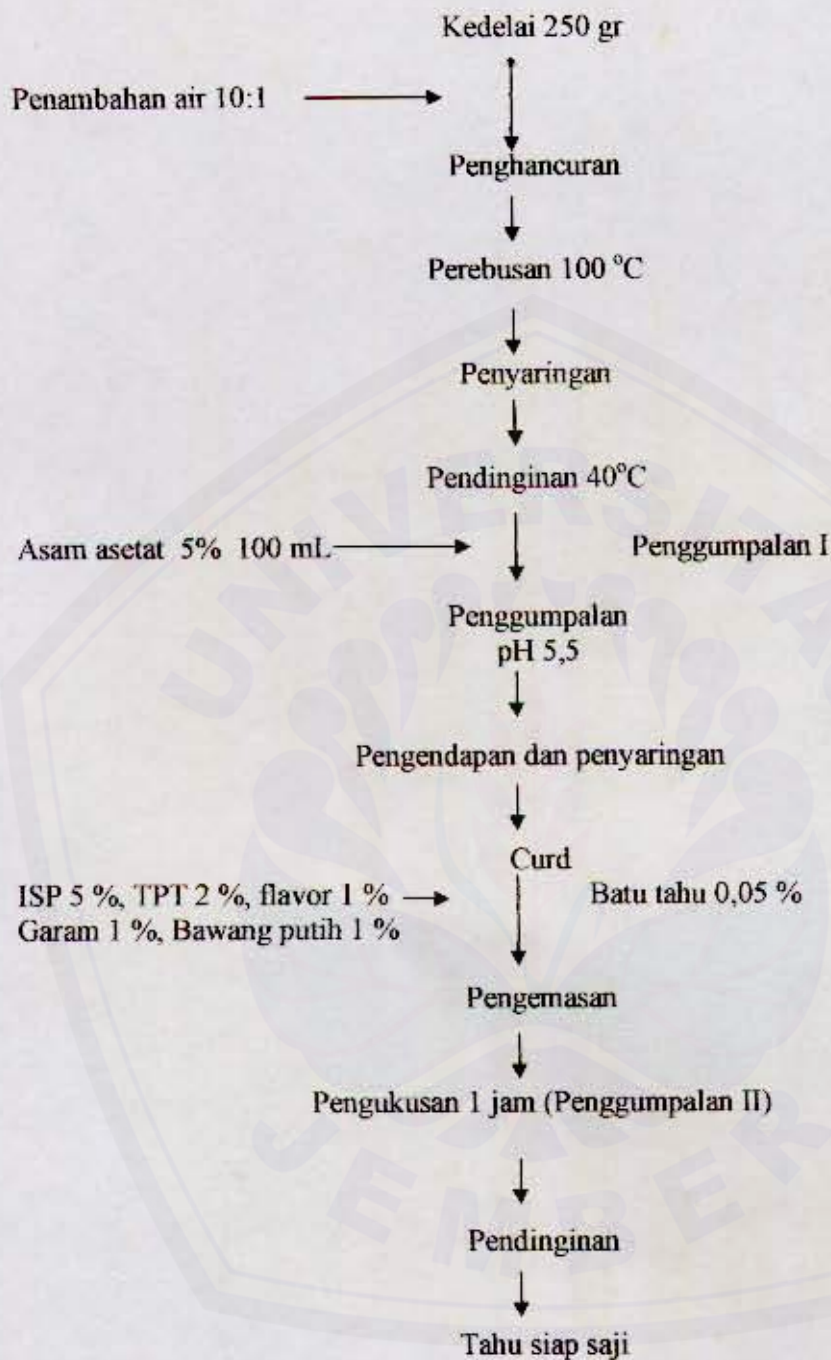 Kedelai 250 gr
Penambahan air 10:1
Penghancuran
Perebusan 100 °C
Penyaringan
Pendinginan 40°C
Asam asetat 5% 100 mL
Penggumpalan I
Penggumpalan
pH 5,5
Pengendapan dan penyaringan
Curd
ISP 5 %, TPT 2 %, flavor 1 %
Batu tahu 0,05 %
Garam 1 %, Bawang putih 1 %
Pengemasan
Pengukusan 1 jam (Penggumpalan II)
Pendinginan
Tahu siap saji
UNIVERSITA
JENBER